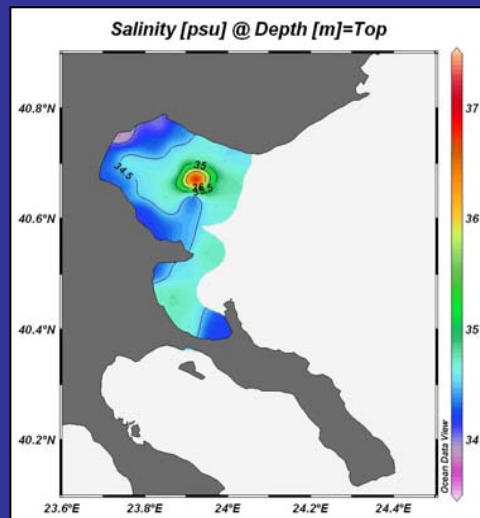 Salinity [psu] @ Depth [m]=Top
40.8°N
40.6°N
40.4°N
40.2°N
23.6°E
23.8°E
24°E
24.2°E
24.4°E
34.5
35
36.5
37
36
35
34
Ocean Data View